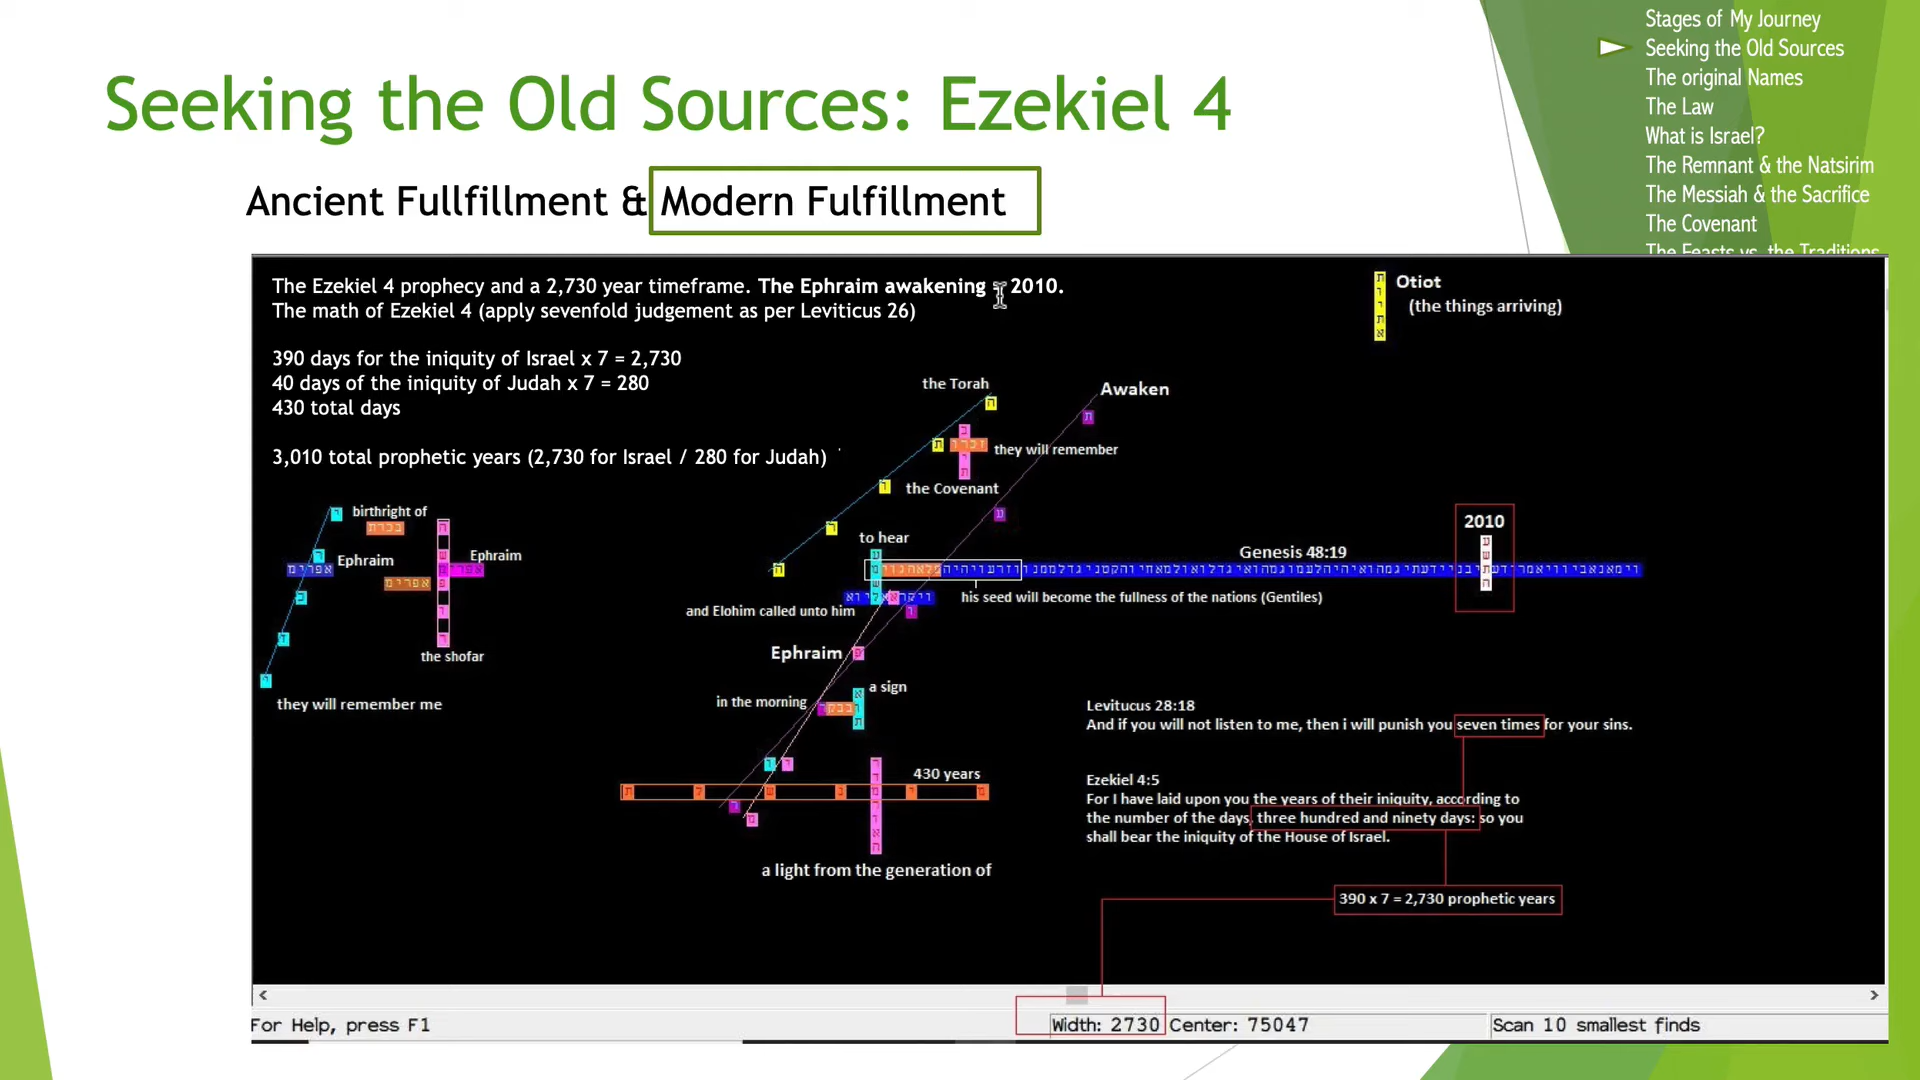 Stages of My Journey
Seeking the Old Sources
The original Names
The Law
What is Israel?
The Remnant & the Natsirim
The Messiah & the Sacrifice
The Covenant
The Feasts vs. the Traditions
Seeking the Old Sources: Ezekiel 4
Ancient Fullfillment & Modern Fulfillment
The Ezekiel 4 prophecy and a 2,730 year timeframe. The Ephraim awakening 2010.
The math of Ezekiel 4 (apply sevenfold judgement as per Leviticus 26)
390 days for the iniquity of Israel x 7 = 2,730
40 days of the iniquity of Judah x 7 = 280
430 total days
3,010 total prophetic years (2,730 for Israel / 280 for Judah)
Otiot
(the things arriving)
the Torah
Awaken
they will remember
the Covenant
to hear
birthright of
בכרת
Ephraim
אפרים
Ephraim
אפרים
the shofar
they will remember me
2010
Genesis 48:19
and Elohim called unto him
his seed will become the fullness of the nations (Gentiles)
Ephraim
a sign
in the morning
430 years
a light from the generation of
Levitucus 28:18
And if you will not listen to me, then i will punish you seven times for your sins.
Ezekiel 4:5
For I have laid upon you the years of their iniquity, according to
the number of the days, three hundred and ninety days: so you
shall bear the iniquity of the House of Israel.
390 x 7 = 2,730 prophetic years
For Help, press F1
Width: 2730
Center: 75047
Scan 10 smallest finds